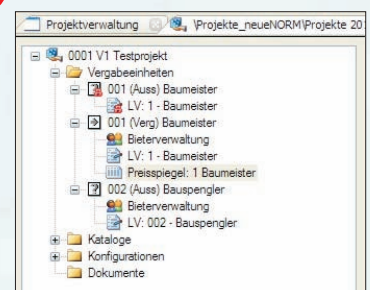 Projektverwaltung \Projekte_neueNORM\Projekte 20
0001 V1 Testprojekt
Vergabeeinheiten
001 (Auss) Baumeister
LV: 1 - Baumeister
001 (Verg) Baumeister
Bieterverwaltung
LV: 1 - Baumeister
Preisspiegel: 1 Baumeister
002 (Auss) Bauspengler
Bieterverwaltung
LV: 002 - Bauspengler
Kataloge
Konfigurationen
Dokumente